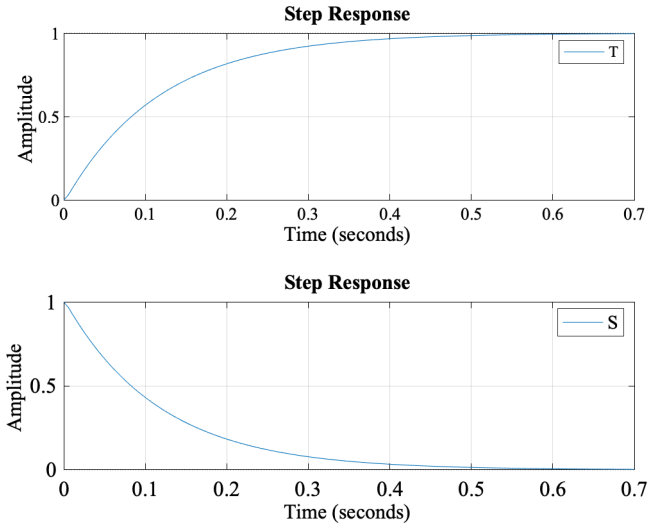 Step Response
1
T
0.5
0
Amplitude
0 0.1 0.2 0.3 0.4 0.5 0.6 0.7
Time (seconds)
Step Response
1
S
0.5
0
Amplitude
0 0.1 0.2 0.3 0.4 0.5 0.6 0.7
Time (seconds)